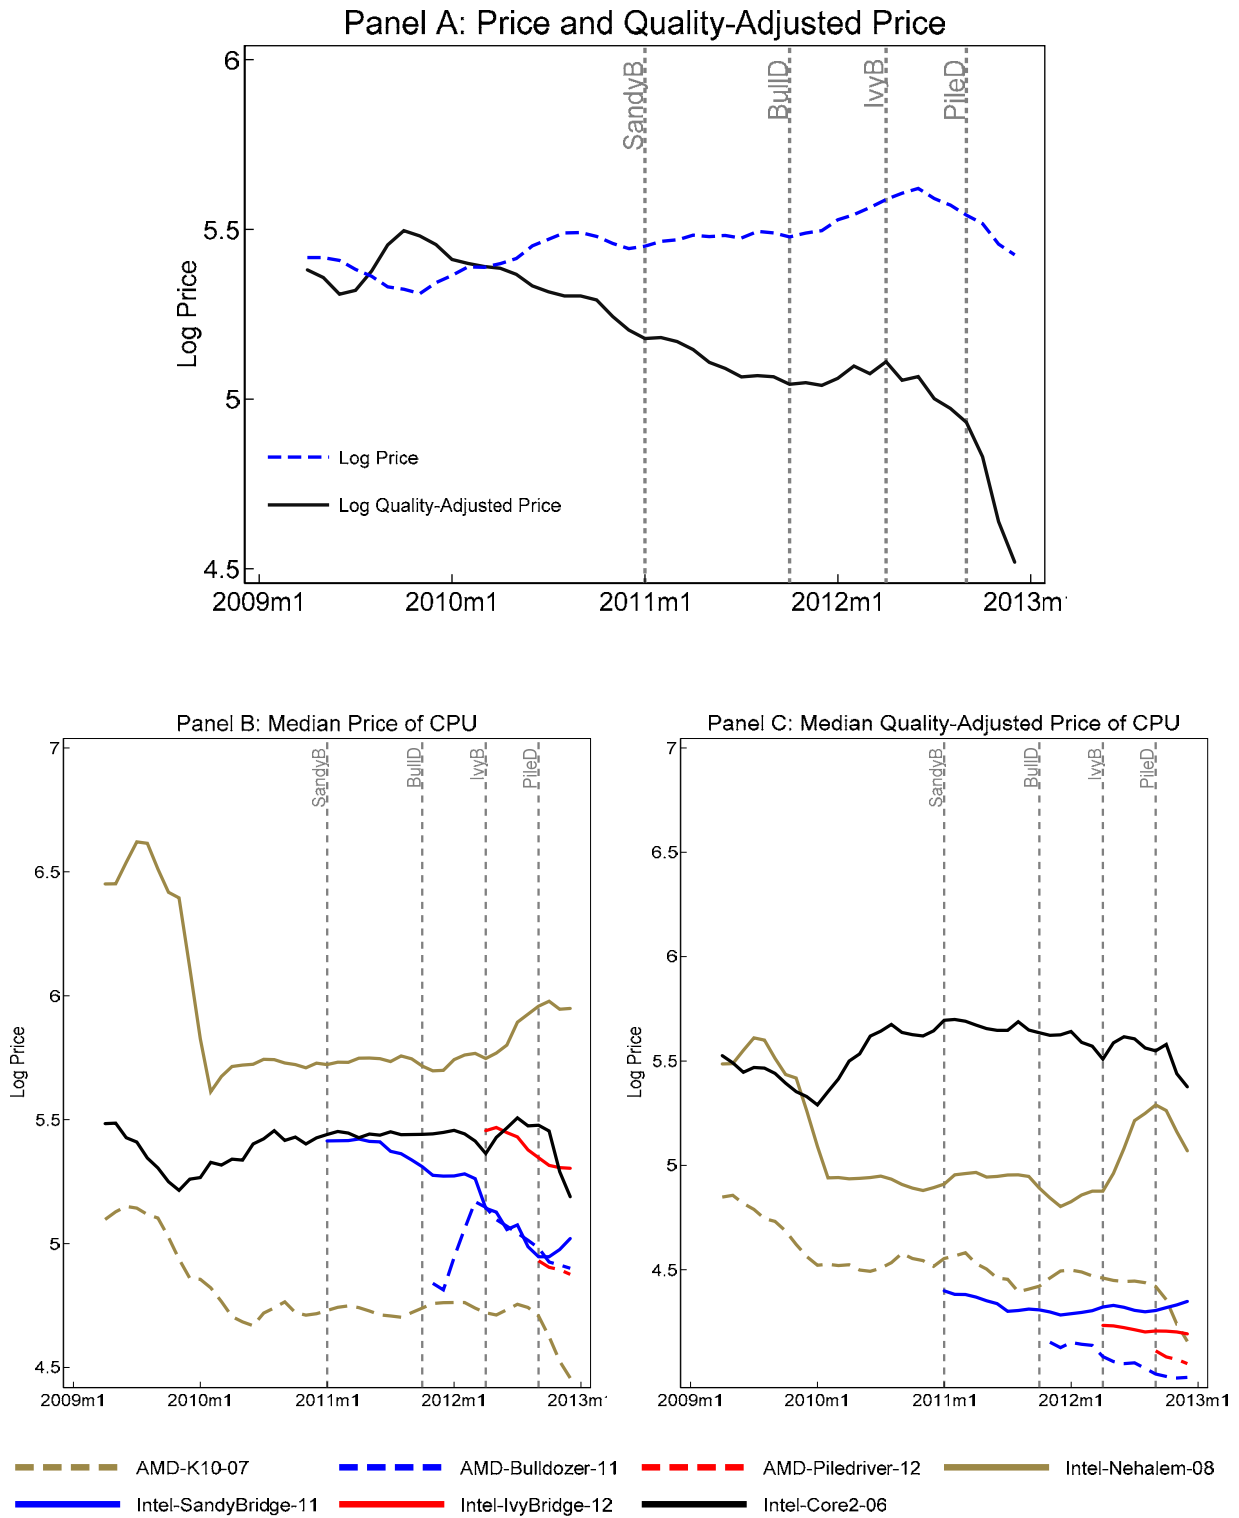 Panel A: Price and Quality-Adjusted Price
6
5.5
5
4.5
Log Price
SandyB
BullD
IvyB
PileD
Log Price
Log Quality-Adjusted Price
2009m1 2010m1 2011m1 2012m1 2013m1
Panel B: Median Price of CPU
7
6.5
6
5.5
5
4.5
Log Price
SandyB
BullD
IvyB
PileD
2009m1 2010m1 2011m1 2012m1 2013m1
Panel C: Median Quality-Adjusted Price of CPU
7
6.5
6
5.5
5
4.5
Log Price
SandyB
BullD
IvyB
PileD
2009m1 2010m1 2011m1 2012m1 2013m1
AMD-K10-07 AMD-Bulldozer-11 AMD-Piledriver-12 Intel-Nehalem-08
Intel-SandyBridge-11 Intel-IvyBridge-12 Intel-Core2-06